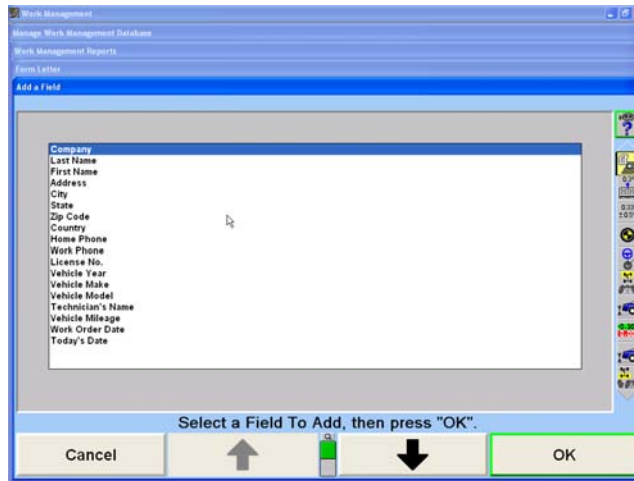 Work Management
Manage Work Management Database
Work Management Reports
Form Letter
Add a Field
Company
Last Name
First Name
Address
City
State
Zip Code
Country
Home Phone
Work Phone
License No.
Vehicle Year
Vehicle Make
Vehicle Model
Technician's Name
Vehicle Mileage
Work Order Date
Today's Date
Select a Field To Add, then press "OK".
Cancel
OK